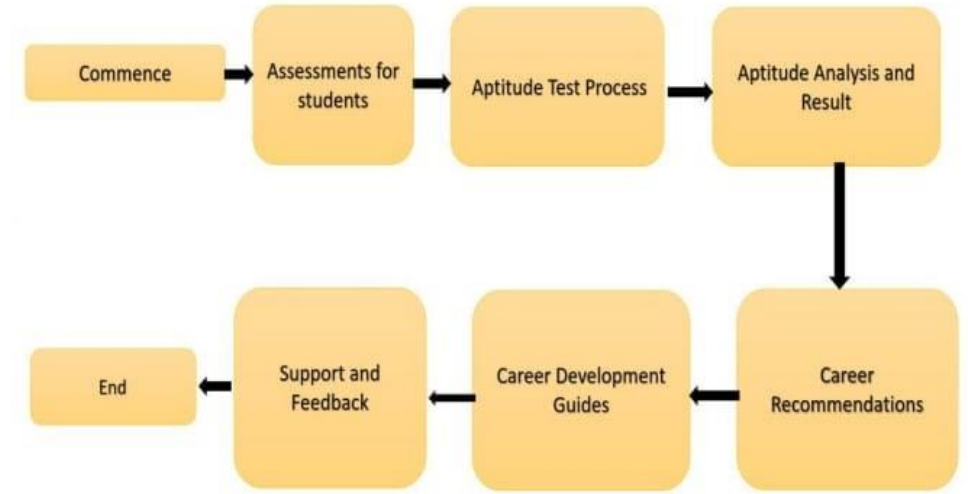 Commence
Assessments for
students
Aptitude Test Process
Aptitude Analysis and
Result
Career
Recommendations
Career Development
Guides
Support and
Feedback
End